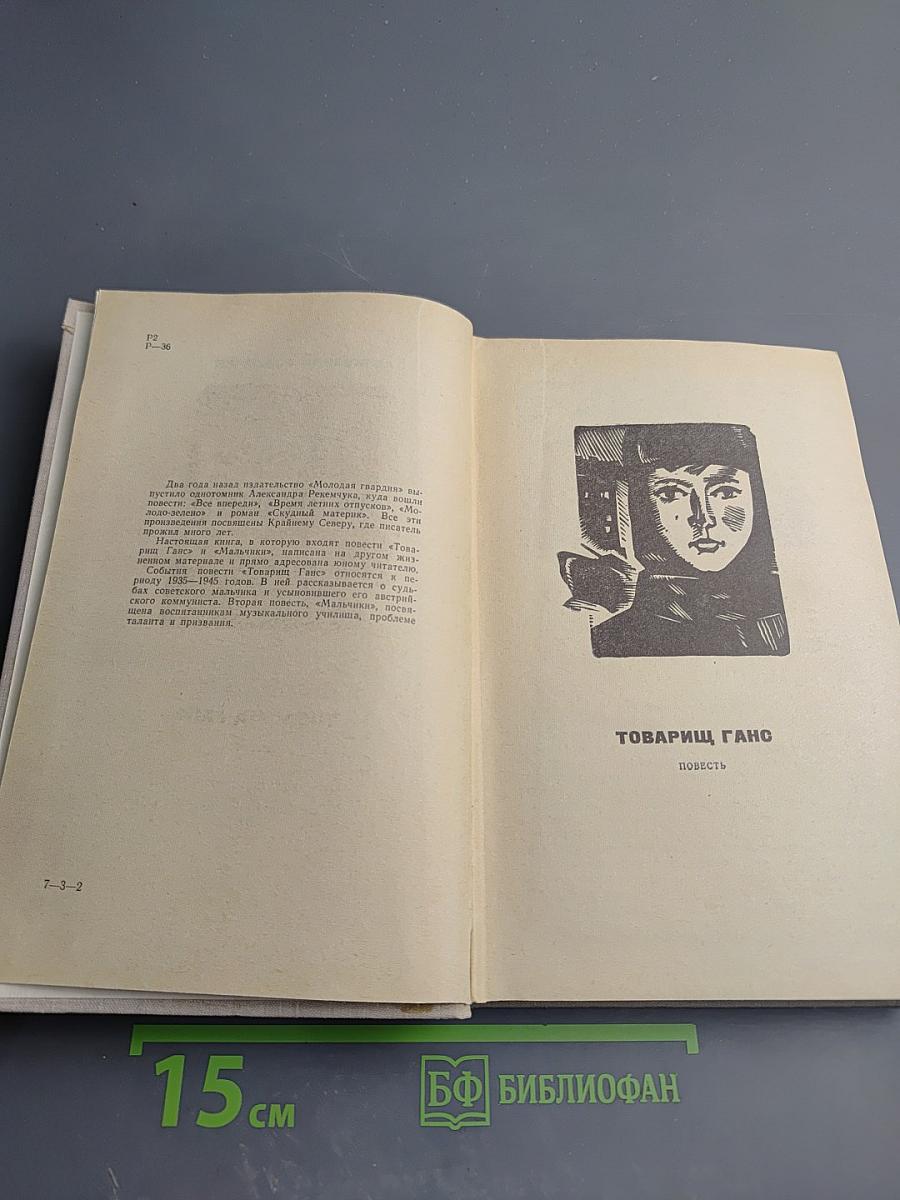 Р2
Р—36
Два года назад издательство «Молодая гвардия» вы-
пустило однотомник Александра Рекемчука, куда вошли
повести: «Все впереди», «Время летних отпусков», «Мо-
лодо-зелено» и роман «Скудный материк». Все эти
произведения посвящены Крайнему Северу, где писатель
прожил много лет.
Настоящая книга, в которую входят повести «Това-
рищ Ганс» и «Мальчики», написана на другом жиз-
ненном материале и прямо адресована юному читателю.
События повести «Товарищ Ганс» относятся к пе-
риоду 1935—1945 годов. В ней рассказывается о судь-
бах советского мальчика и усыновившего его австрий-
ского коммуниста. Вторая повесть, «Мальчики», посвя-
щена воспитанникам музыкального училища, проблеме
таланта и призвания.
7—3—2
ТОВАРИЩ ГАНС
ПОВЕСТЬ
15 см
БФ БИБЛИОФАН